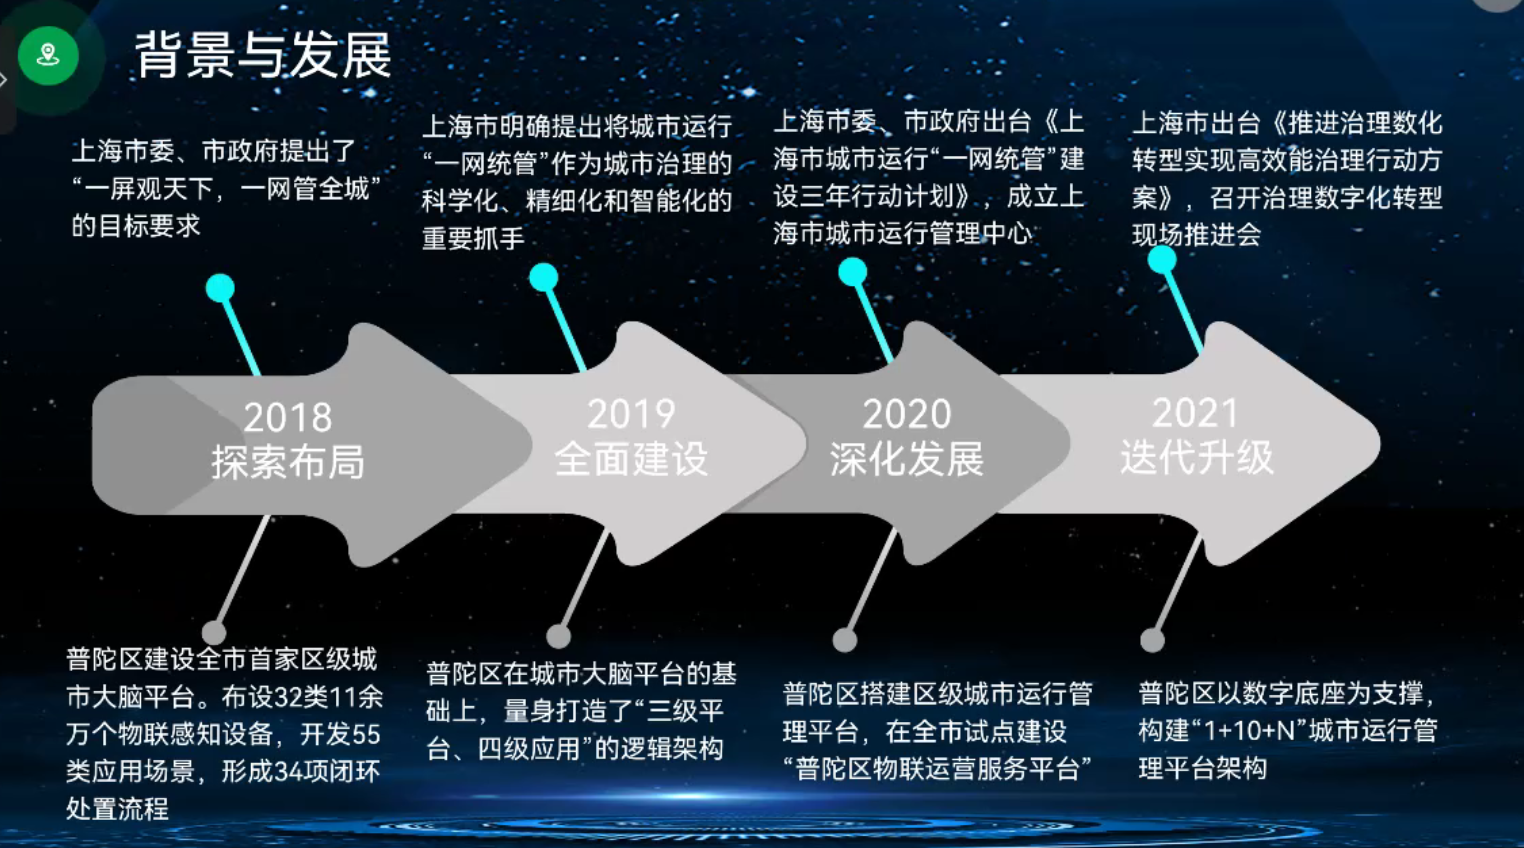 背景与发展
上海市委、市政府提出了
“一屏观天下，一网管全城”
的目标要求
上海市明确提出将城市运行
“一网统管”作为城市治理的
科学化、精细化和智能化的
重要抓手
上海市委、市政府出台《上
海市城市运行“一网统管”建
设三年行动计划》，成立上
海市城市运行管理中心
上海市出台《推进治理数化
转型实现高效能治理行动方
案》，召开治理数字化转型
现场推进会
2018
探索布局
2019
全面建设
2020
深化发展
2021
迭代升级
普陀区建设全市首家区级城
市大脑平台。布设32类11余
万个物联感知设备，开发55
类应用场景，形成34项闭环
处置流程
普陀区在城市大脑平台的基
础上，量身打造了“三级平
台、四级应用”的逻辑架构
普陀区搭建区级城市运行管
理平台，在全市试点建设
“普陀区物联运营服务平台”
普陀区以数字底座为支撑，
构建“1+10+N”城市运行管
理平台架构